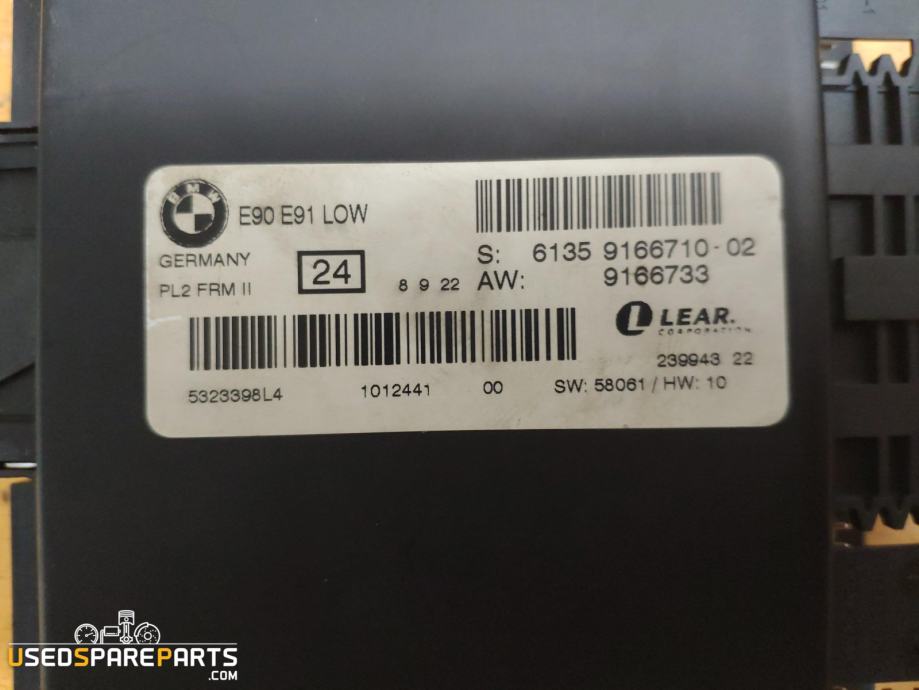 BMW
E90 E91 LOW
GERMANY
PL2 FRM II
24
8 9 22
S: 6135 9166710-02
AW: 9166733
LEAR.
CORPORATION
239943 22
5323398L4 1012441 00 SW: 58061 / HW: 10
USEDSPAREPARTS
.COM